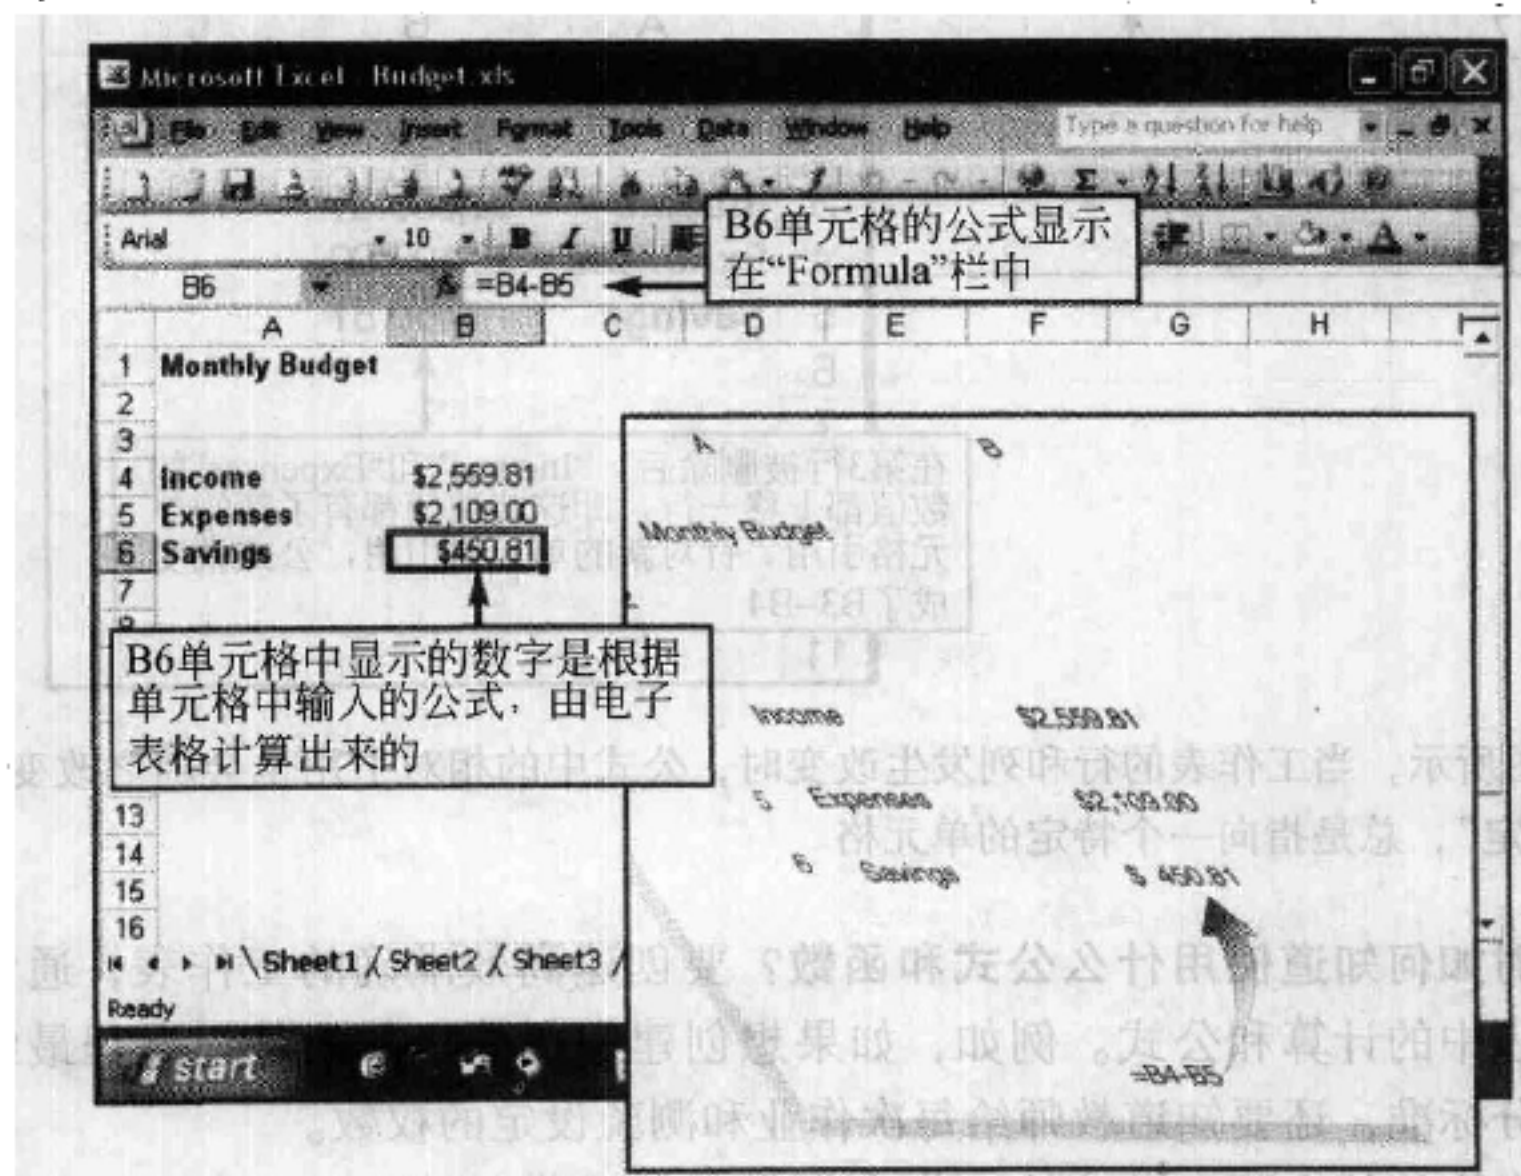 Microsoft Excel - Budget.xls
File Edit View Insert Format Tools Data Window Help Type a question for help
Arial 10 B I U
B6单元格的公式显示
在“Formula”栏中
B6 =B4-B5
A B C D E F G H
1 Monthly Budget
2
3
4 Income $2,559.81
5 Expenses $2,109.00
6 Savings $450.81
7
B6单元格中显示的数字是根据
单元格中输入的公式，由电子
表格计算出来的
13
14
15
16
Sheet1 Sheet2 Sheet3
Ready
start
A B
Monthly Budget
Income $2,559.81
5 Expenses $2,109.00
6 Savings $ 450.81
=B4-B5